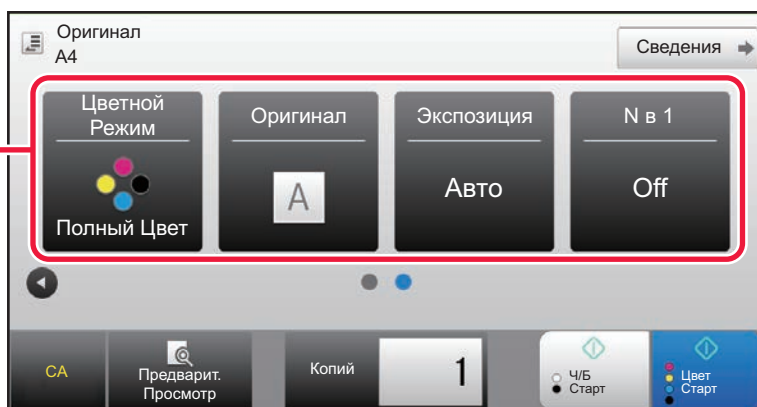 Оригинал
A4
Сведения
Цветной
Режим
Полный Цвет
Оригинал
A
Экспозиция
Авто
N в 1
Off
CA
Предварит.
Просмотр
Копий
1
Ч/Б
Старт
Цвет
Старт